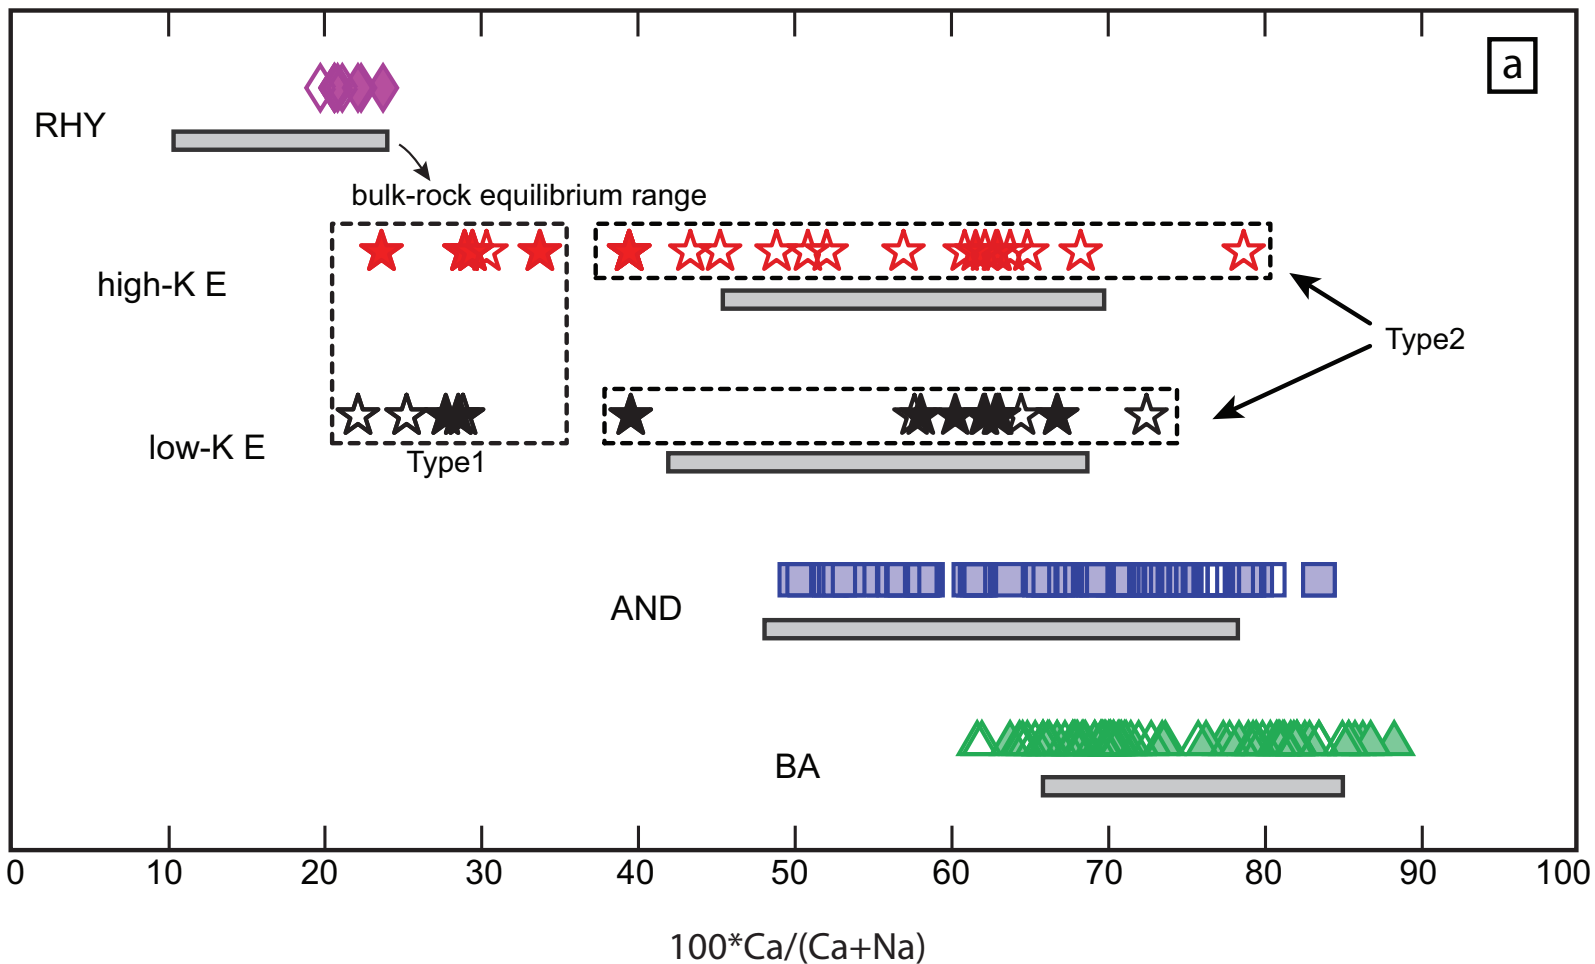 a
RHY
bulk-rock equilibrium range
high-K E
Type2
low-K E
Type1
AND
BA
0 10 20 30 40 50 60 70 80 90 100
100*Ca/(Ca+Na)